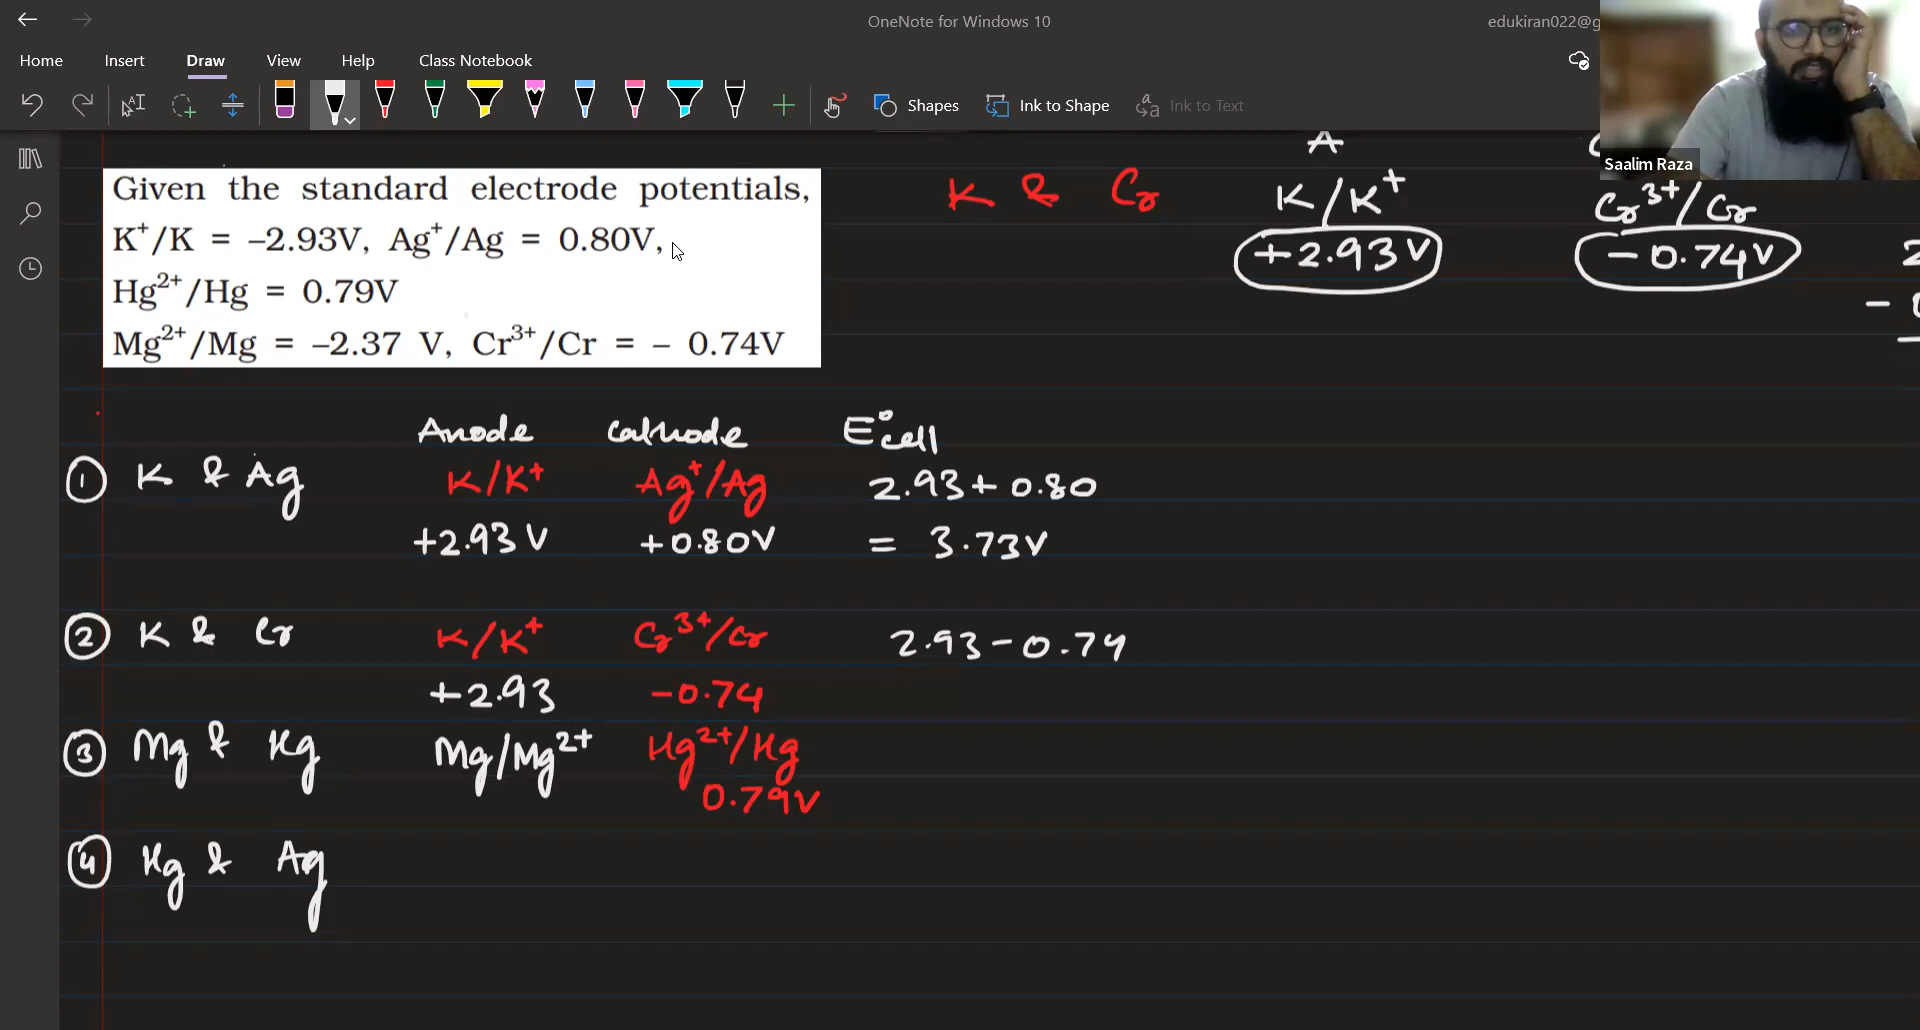 OneNote for Windows 10
edukiran022@g
Home Insert Draw View Help Class Notebook
Shapes Ink to Shape Ink to Text
Saalim Raza
Given the standard electrode potentials,
K⁺/K = –2.93V, Ag⁺/Ag = 0.80V,
Hg²⁺/Hg = 0.79V
Mg²⁺/Mg = –2.37 V, Cr³⁺/Cr = – 0.74V
A
K & Cr K/K⁺ Cr³⁺/Cr
+2.93V -0.74V
Anode Cathode E°cell
① K & Ag K/K⁺ Ag⁺/Ag 2.93+0.80
+2.93V +0.80V = 3.73V
② K & Cr K/K⁺ Cr³⁺/Cr 2.93-0.74
+2.93 -0.74
③ Mg & Hg Mg/Mg²⁺ Hg²⁺/Hg
0.79V
④ Hg & Ag